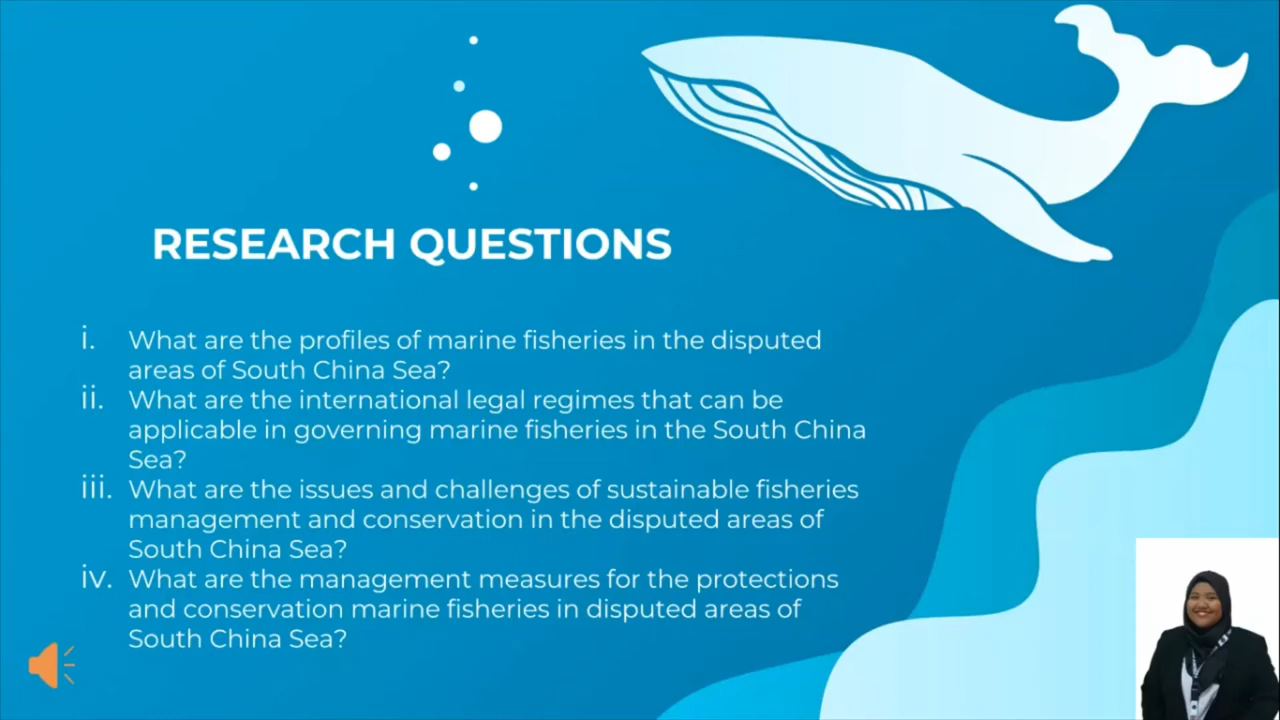 RESEARCH QUESTIONS
i. What are the profiles of marine fisheries in the disputed
areas of South China Sea?
ii. What are the international legal regimes that can be
applicable in governing marine fisheries in the South China
Sea?
iii. What are the issues and challenges of sustainable fisheries
management and conservation in the disputed areas of
South China Sea?
iv. What are the management measures for the protections
and conservation marine fisheries in disputed areas of
South China Sea?